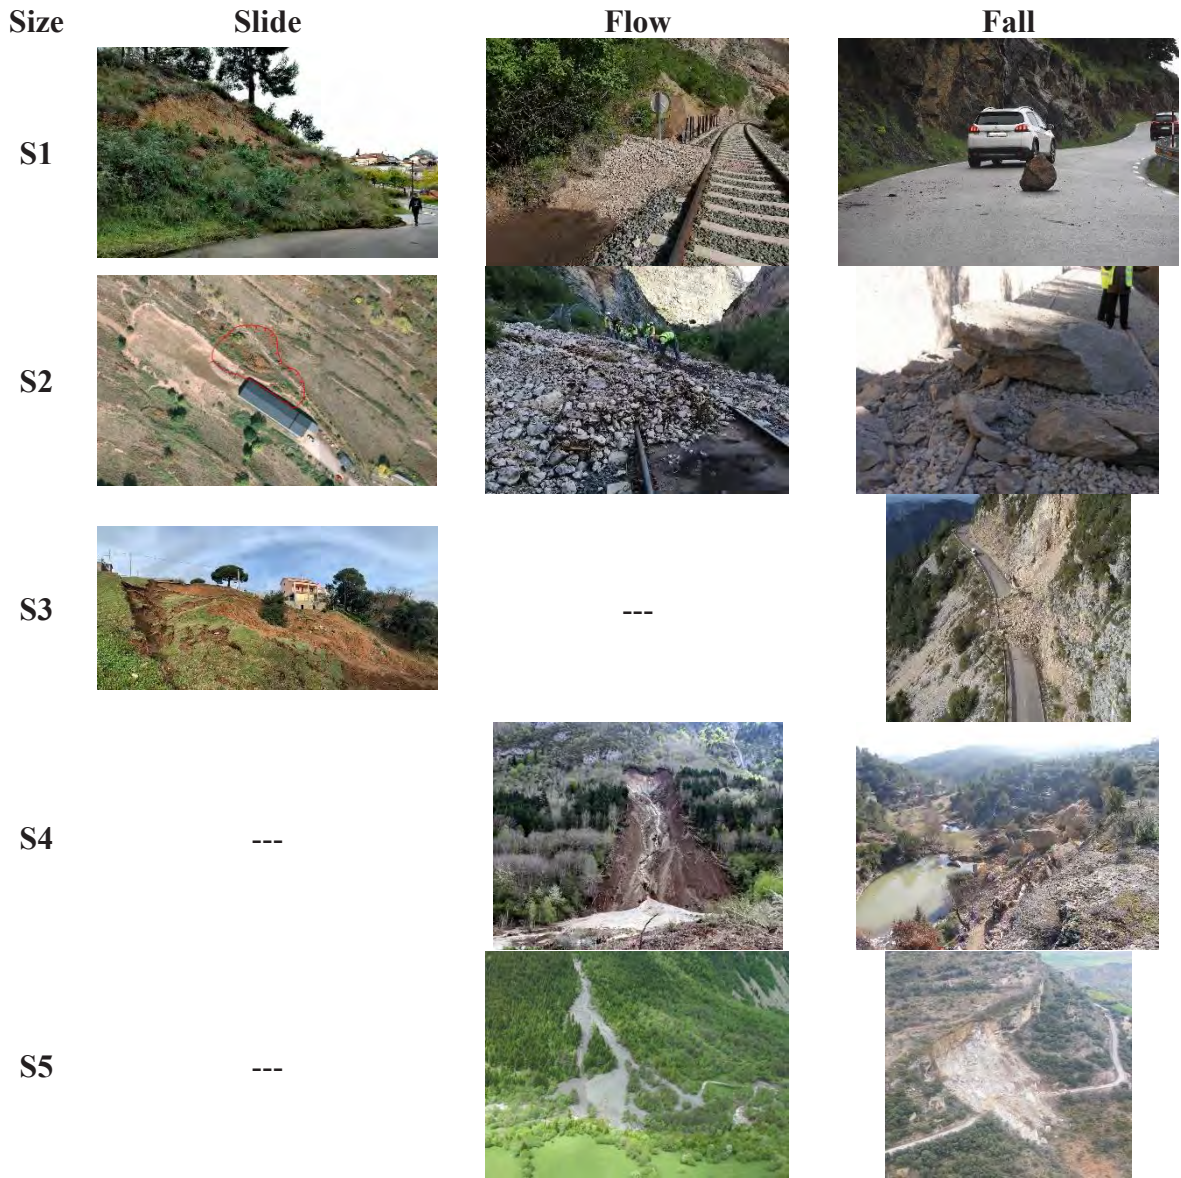 Size Slide Flow Fall
S1
S2
S3 ---
S4 ---
S5 ---